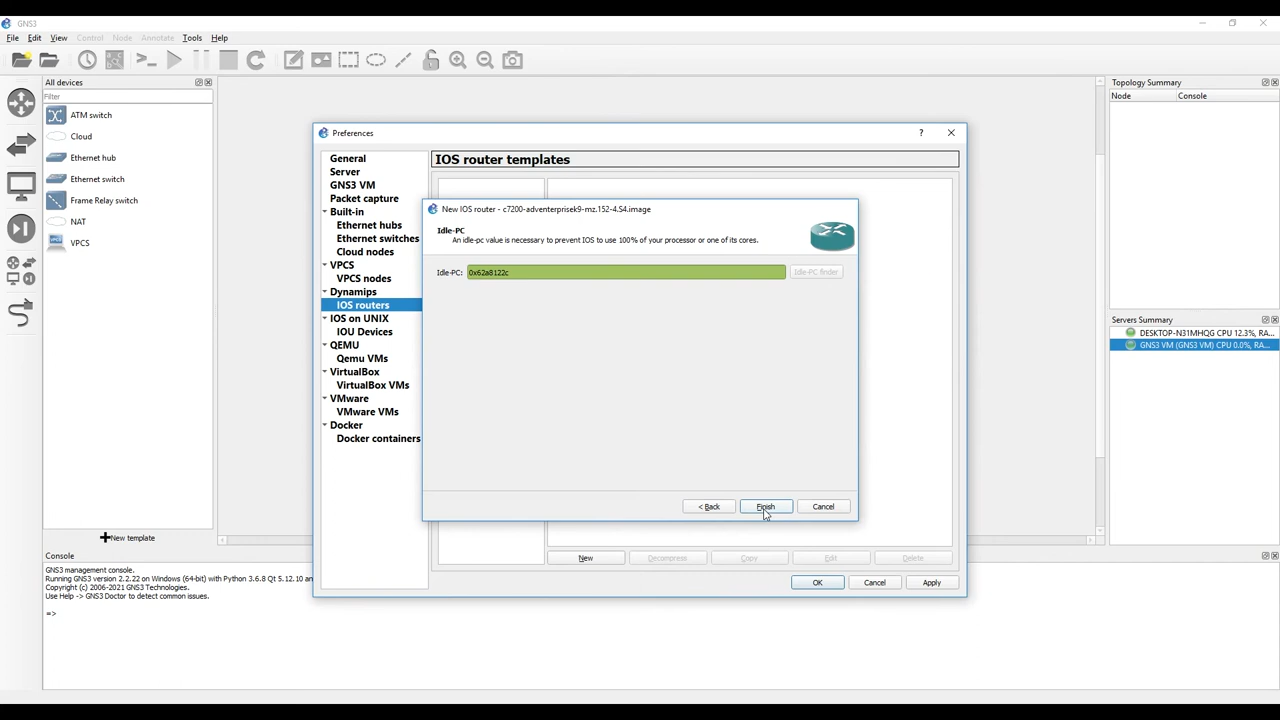 GNS3
File Edit View Control Node Annotate Tools Help
All devices
Filter
ATM switch
Cloud
Ethernet hub
Ethernet switch
Frame Relay switch
NAT
VPCS
New template
Preferences
?
General
Server
GNS3 VM
Packet capture
Built-in
Ethernet hubs
Ethernet switches
Cloud nodes
VPCS
VPCS nodes
Dynamips
IOS routers
IOS on UNIX
IOU Devices
QEMU
Qemu VMs
VirtualBox
VirtualBox VMs
VMware
VMware VMs
Docker
Docker containers
IOS router templates
New IOS router - c7200-adventerprisek9-mz.152-4.S4.image
Idle-PC
An idle-pc value is necessary to prevent IOS to use 100% of your processor or one of its cores.
Idle-PC: 0x62a8122c Idle-PC finder
< Back Finish Cancel
New Decompress Copy Edit Delete
OK Cancel Apply
Topology Summary
Node Console
Servers Summary
DESKTOP-N31MHQG CPU 12.3%, RA...
GNS3 VM (GNS3 VM) CPU 0.0%, RA...
Console
GNS3 management console.
Running GNS3 version 2.2.22 on Windows (64-bit) with Python 3.6.8 Qt 5.12.10 an
Copyright (c) 2006-2021 GNS3 Technologies.
Use Help -> GNS3 Doctor to detect common issues.
=>